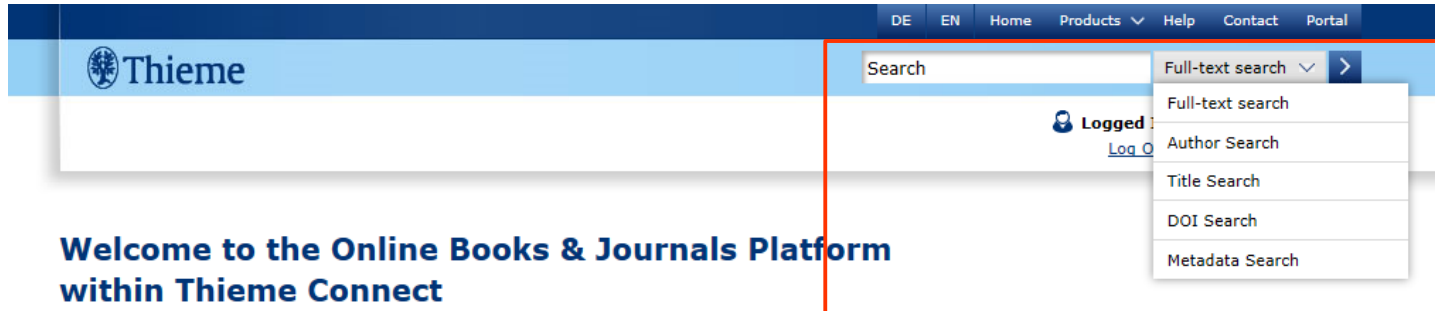 DE EN Home Products Help Contact Portal
Thieme
Search Full-text search
Full-text search
Logged
Log O
Author Search
Title Search
DOI Search
Metadata Search
Welcome to the Online Books & Journals Platform
within Thieme Connect